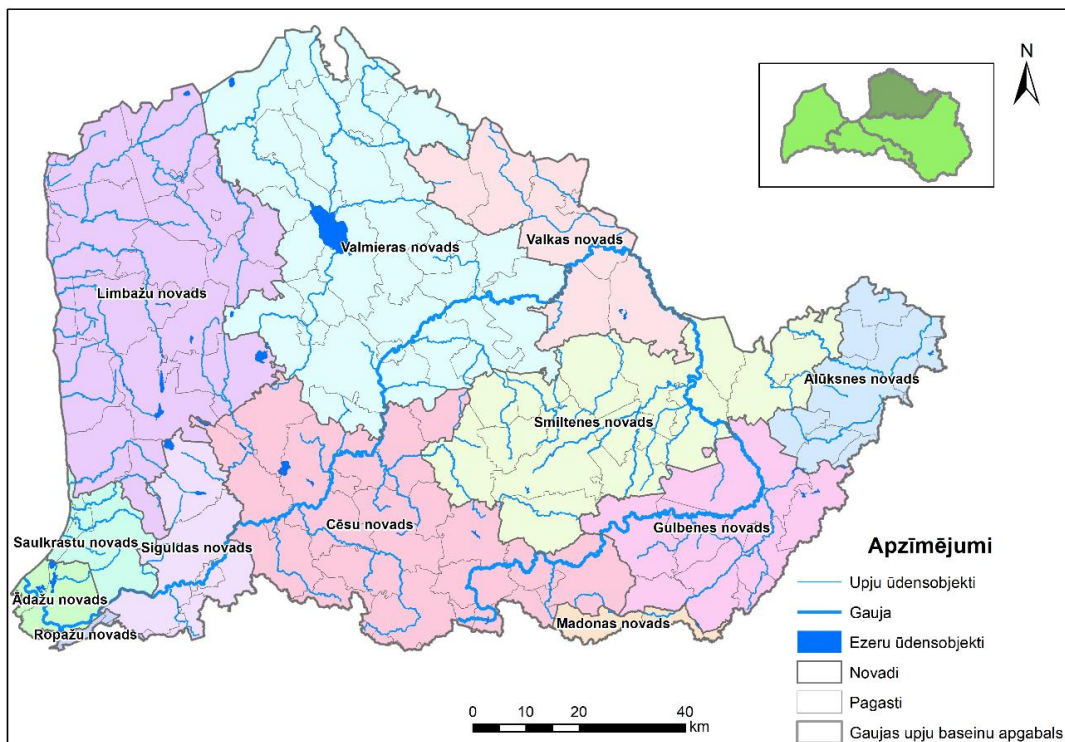 N
Valmieras novads
Valkas novads
Limbažu novads
Alūksnes novads
Smiltenes novads
Cēsu novads
Gulbenes novads
Saulkrastu novads
Siguldas novads
Ādažu novads
Ropažu novads
Madonas novads
Apzīmējumi
Upju ūdensobjekti
Gauja
Ezeru ūdensobjekti
Novadi
Pagasti
Gaujas upju baseinu apgabals
0 10 20 40
km